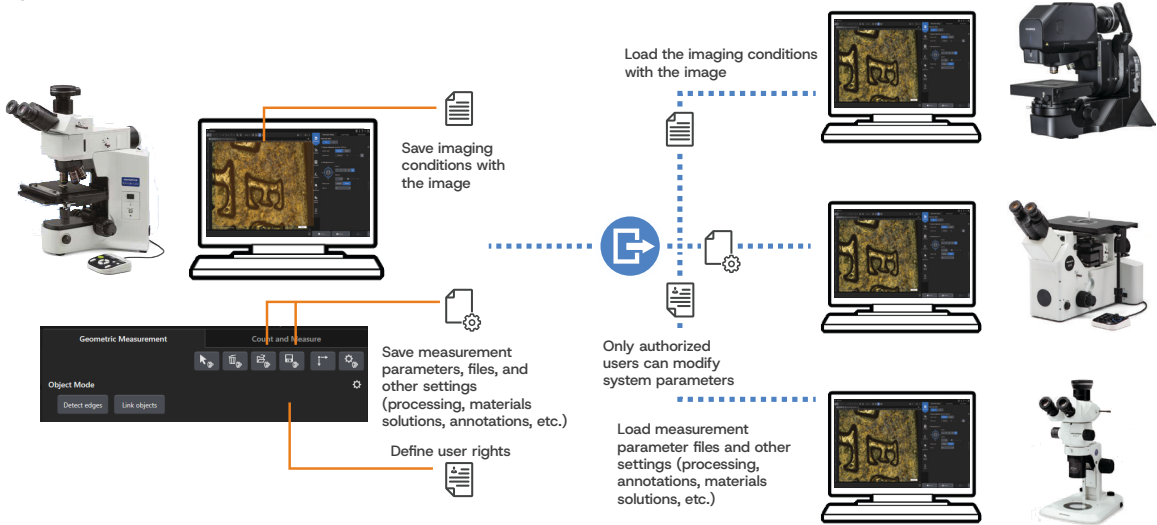 Save imaging
conditions with
the image
Geometric Measurement
Count and Measure
Object Mode
Detect edges
Link objects
Save measurement
parameters, files, and
other settings
(processing, materials
solutions, annotations, etc.)
Define user rights
Load the imaging conditions
with the image
Only authorized
users can modify
system parameters
Load measurement
parameter files and other
settings (processing,
annotations, materials
solutions, etc.)